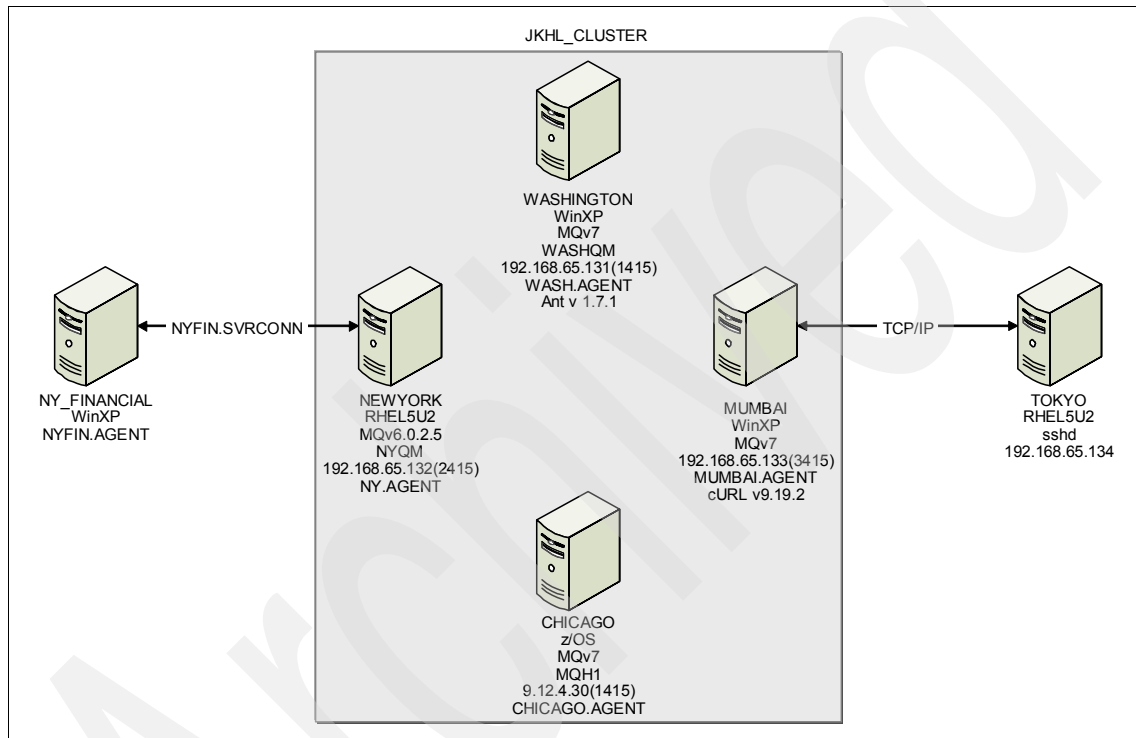 JKHL_CLUSTER
WASHINGTON
WinXP
MQv7
WASHQM
192.168.65.131(1415)
WASH.AGENT
Ant v 1.7.1
NYFIN.SVRCONN
TCP/IP
NY_FINANCIAL
WinXP
NYFIN.AGENT
NEWYORK
RHEL5U2
MQv6.0.2.5
NYQM
192.168.65.132(2415)
NY.AGENT
MUMBAI
WinXP
MQv7
192.168.65.133(3415)
MUMBAI.AGENT
cURL v9.19.2
TOKYO
RHEL5U2
sshd
192.168.65.134
CHICAGO
z/OS
MQv7
MQH1
9.12.4.30(1415)
CHICAGO.AGENT
Archived